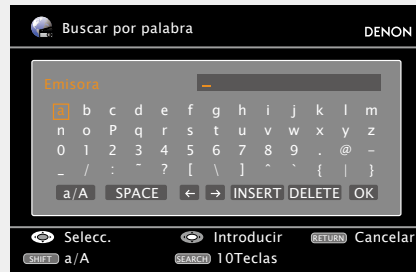 Buscar por palabra DENON
Emisora _
a b c d e f g h i j k l m
n o P q r s t u v w x y z
0 1 2 3 4 5 6 7 8 9 . @ –
_ / : ~ ? [ \ ] ^ ` { | }
a/A SPACE ← → INSERT DELETE OK
Selecc. Introducir RETURN Cancelar
SHIFT a/A SEARCH 10Teclas